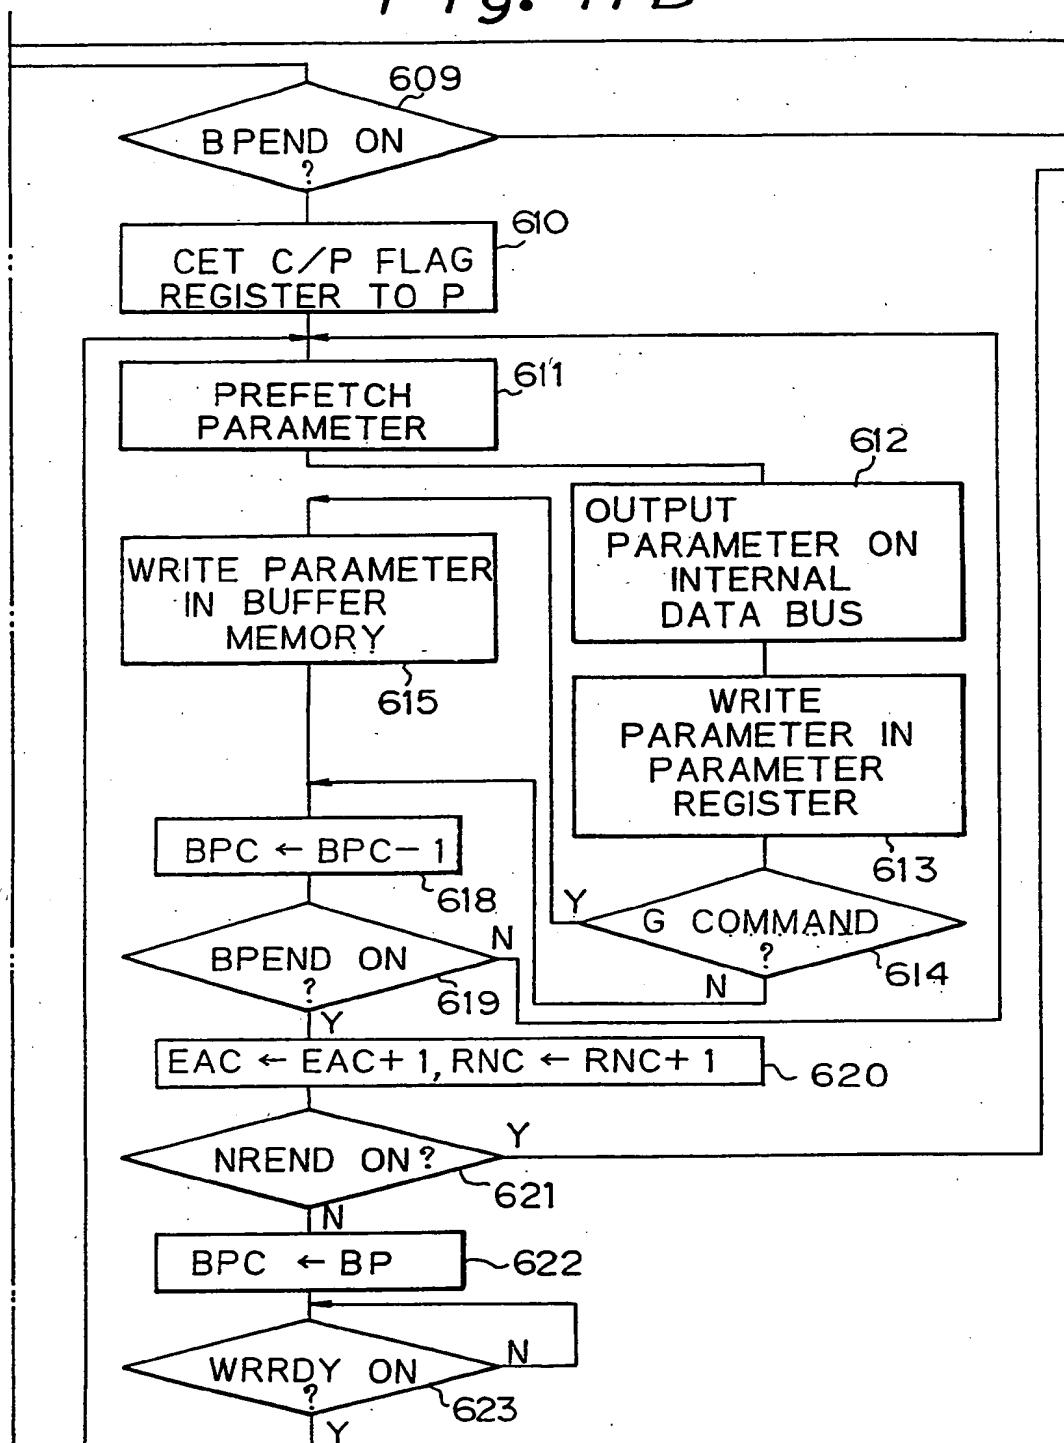 Fig. 17B
609
BPEND ON
?
610
CET C/P FLAG
REGISTER TO P
611
PREFETCH
PARAMETER
612
OUTPUT
PARAMETER ON
INTERNAL
DATA BUS
WRITE PARAMETER
IN BUFFER
MEMORY
615
WRITE
PARAMETER IN
PARAMETER
REGISTER
613
BPC ← BPC-1
618
Y
G COMMAND
?
614
N
BPEND ON
?
N
619
Y
EAC ← EAC+1, RNC ← RNC+1
620
NREND ON?
Y
621
N
BPC ← BP
622
WRRDY ON
?
N
623
Y